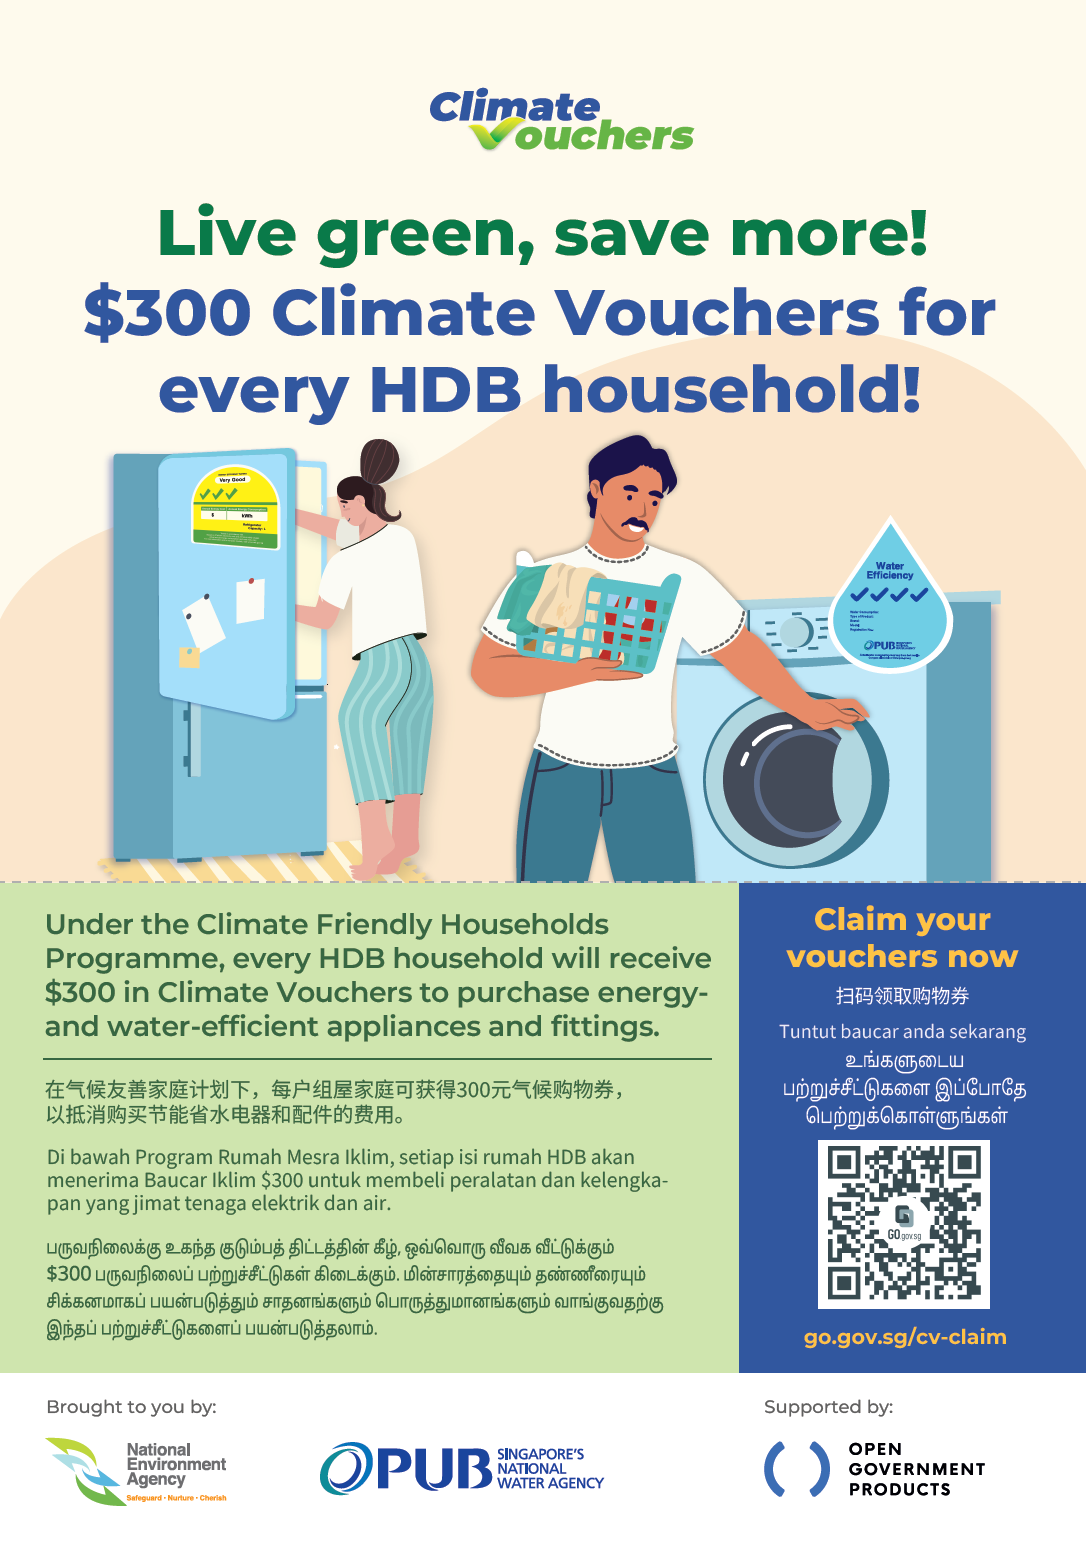 Climate
Vouchers
Live green, save more!
$300 Climate Vouchers for
every HDB household!
Very Good
$
kWh
Refrigerator
Water
Efficiency
PUB
Under the Climate Friendly Households
Programme, every HDB household will receive
$300 in Climate Vouchers to purchase energy-
and water-efficient appliances and fittings.
在气候友善家庭计划下，每户组屋家庭可获得300元气候购物券，
以抵消购买节能省水电器和配件的费用。
Di bawah Program Rumah Mesra Iklim, setiap isi rumah HDB akan
menerima Baucar Iklim $300 untuk membeli peralatan dan kelengka-
pan yang jimat tenaga elektrik dan air.
பருவநிலைக்கு உகந்த குடும்பத் திட்டத்தின் கீழ், ஒவ்வொரு வீவக வீட்டுக்கும்
$300 பருவநிலைப் பற்றுச்சீட்டுகள் கிடைக்கும். மின்சாரத்தையும் தண்ணீரையும்
சிக்கனமாகப் பயன்படுத்தும் சாதனங்களும் பொருத்துமானங்களும் வாங்குவதற்கு
இந்தப் பற்றுச்சீட்டுகளைப் பயன்படுத்தலாம்.
Claim your
vouchers now
扫码领取购物券
Tuntut baucar anda sekarang
உங்களுடைய
பற்றுச்சீட்டுகளை இப்போதே
பெற்றுக்கொள்ளுங்கள்
GO.gov.sg
go.gov.sg/cv-claim
Brought to you by:
National
Environment
Agency
Safeguard • Nurture • Cherish
PUB
SINGAPORE'S
NATIONAL
WATER AGENCY
Supported by:
OPEN
GOVERNMENT
PRODUCTS